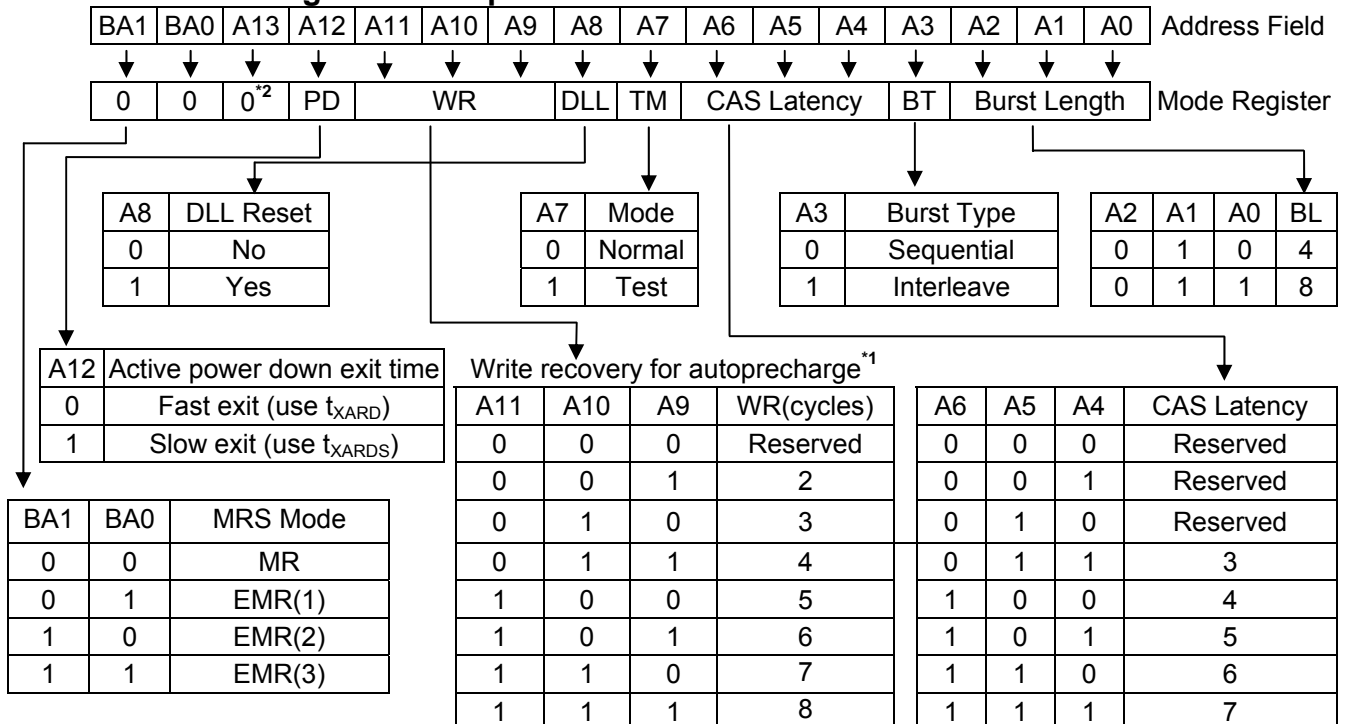 BA1 BA0 A13 A12 A11 A10 A9 A8 A7 A6 A5 A4 A3 A2 A1 A0 Address Field
0 0 0*2 PD WR DLL TM CAS Latency BT Burst Length Mode Register
A8 DLL Reset
0 No
1 Yes
A7 Mode
0 Normal
1 Test
A3 Burst Type
0 Sequential
1 Interleave
A2 A1 A0 BL
0 1 0 4
0 1 1 8
A12 Active power down exit time
0 Fast exit (use tXARD)
1 Slow exit (use tXARDS)
BA1 BA0 MRS Mode
0 0 MR
0 1 EMR(1)
1 0 EMR(2)
1 1 EMR(3)
Write recovery for autoprecharge*1
A11 A10 A9 WR(cycles)
0 0 0 Reserved
0 0 1 2
0 1 0 3
0 1 1 4
1 0 0 5
1 0 1 6
1 1 0 7
1 1 1 8
A6 A5 A4 CAS Latency
0 0 0 Reserved
0 0 1 Reserved
0 1 0 Reserved
0 1 1 3
1 0 0 4
1 0 1 5
1 1 0 6
1 1 1 7